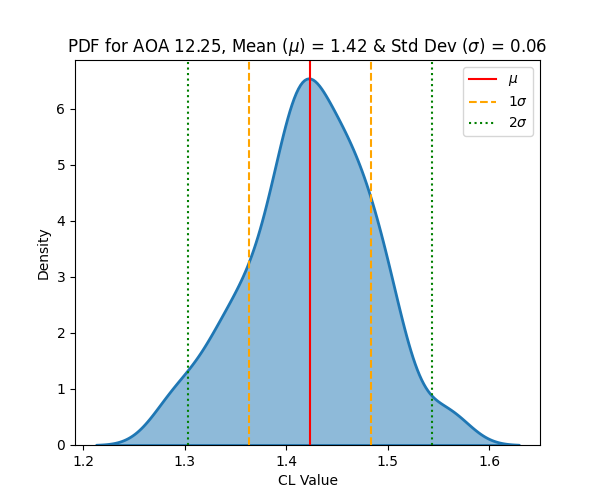 PDF for AOA 12.25, Mean (μ) = 1.42 & Std Dev (σ) = 0.06
μ
1σ
2σ
6
5
4
3
2
1
0
Density
1.2 1.3 1.4 1.5 1.6
CL Value